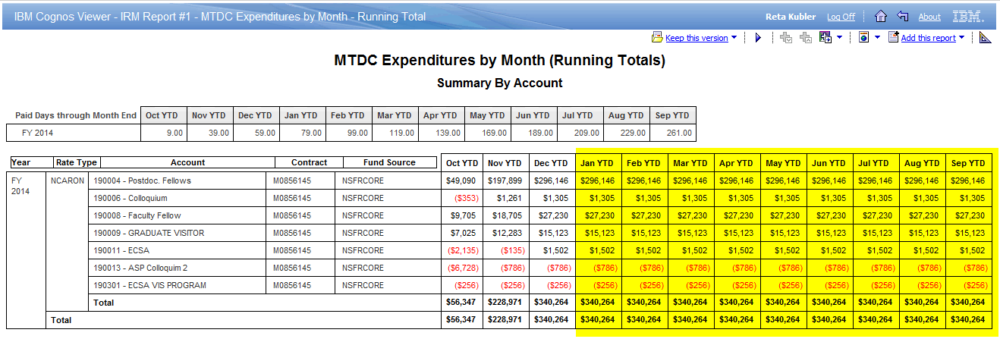 IBM Cognos Viewer - IRM Report #1 - MTDC Expenditures by Month - Running Total Reta Kubler Log Off About IBM.
Keep this version Add this report
MTDC Expenditures by Month (Running Totals)
Summary By Account
Paid Days through Month End Oct YTD Nov YTD Dec YTD Jan YTD Feb YTD Mar YTD Apr YTD May YTD Jun YTD Jul YTD Aug YTD Sep YTD
FY 2014 9.00 39.00 59.00 79.00 99.00 119.00 139.00 169.00 189.00 209.00 229.00 261.00
Year Rate Type Account Contract Fund Source Oct YTD Nov YTD Dec YTD Jan YTD Feb YTD Mar YTD Apr YTD May YTD Jun YTD Jul YTD Aug YTD Sep YTD
FY NCARON 190004 - Postdoc. Fellows M0856145 NSFRCORE $49,090 $197,899 $296,146 $296,146 $296,146 $296,146 $296,146 $296,146 $296,146 $296,146 $296,146 $296,146
2014
190006 - Colloquium M0856145 NSFRCORE ($353) $1,261 $1,305 $1,305 $1,305 $1,305 $1,305 $1,305 $1,305 $1,305 $1,305 $1,305
190008 - Faculty Fellow M0856145 NSFRCORE $9,705 $18,705 $27,230 $27,230 $27,230 $27,230 $27,230 $27,230 $27,230 $27,230 $27,230 $27,230
190009 - GRADUATE VISITOR M0856145 NSFRCORE $7,025 $12,283 $15,123 $15,123 $15,123 $15,123 $15,123 $15,123 $15,123 $15,123 $15,123 $15,123
190011 - ECSA M0856145 NSFRCORE ($2,135) ($135) $1,502 $1,502 $1,502 $1,502 $1,502 $1,502 $1,502 $1,502 $1,502 $1,502
190013 - ASP Colloquim 2 M0856145 NSFRCORE ($6,728) ($786) ($786) ($786) ($786) ($786) ($786) ($786) ($786) ($786) ($786) ($786)
190301 - ECSA VIS PROGRAM M0856145 NSFRCORE ($256) ($256) ($256) ($256) ($256) ($256) ($256) ($256) ($256) ($256) ($256) ($256)
Total $56,347 $228,971 $340,264 $340,264 $340,264 $340,264 $340,264 $340,264 $340,264 $340,264 $340,264 $340,264
Total $56,347 $228,971 $340,264 $340,264 $340,264 $340,264 $340,264 $340,264 $340,264 $340,264 $340,264 $340,264